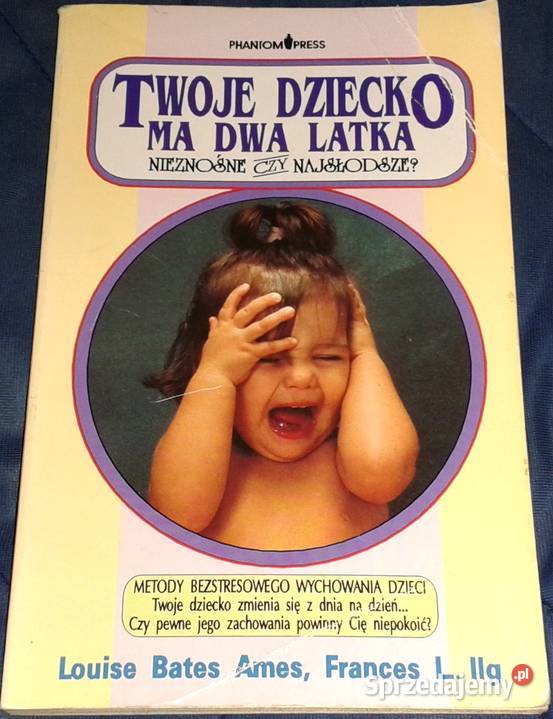 PHANTOM PRESS
TWOJE DZIECKO
MA DWA LATKA
NIEZNOŚNE CZY NAJSŁODSZE?
METODY BEZSTRESOWEGO WYCHOWANIA DZIECI
Twoje dziecko zmienia się z dnia na dzień...
Czy pewne jego zachowania powinny Cię niepokoić?
Louise Bates Ames, Frances L. Ilg
Sprzedajemy.pl